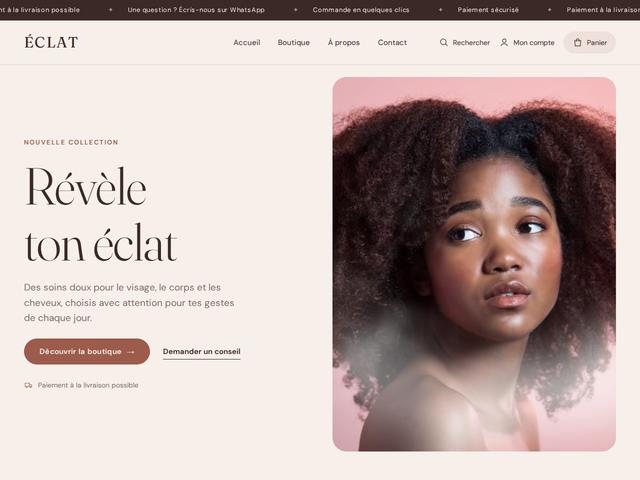 nt à la livraison possible + Une question ? Écris-nous sur WhatsApp + Commande en quelques clics + Paiement sécurisé + Paiement à la livraison
ÉCLAT Accueil Boutique À propos Contact Rechercher Mon compte Panier
NOUVELLE COLLECTION
Révèle
ton éclat
Des soins doux pour le visage, le corps et les
cheveux, choisis avec attention pour tes gestes
de chaque jour.
Découvrir la boutique → Demander un conseil
Paiement à la livraison possible